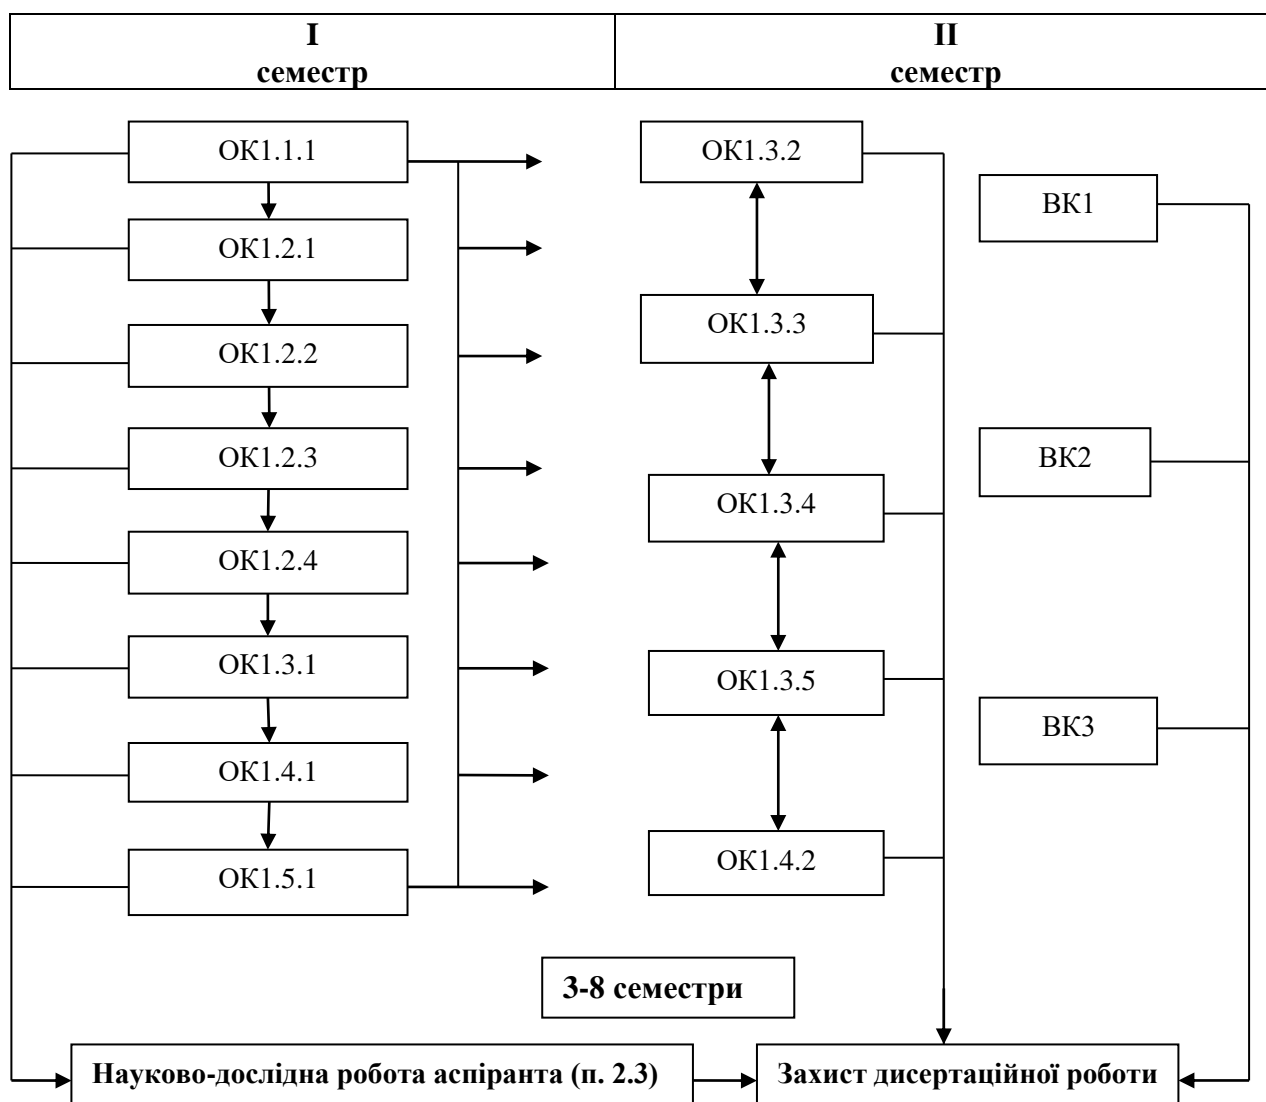 I
семестр
II
семестр
ОК1.1.1
ОК1.2.1
ОК1.2.2
ОК1.2.3
ОК1.2.4
ОК1.3.1
ОК1.4.1
ОК1.5.1
ОК1.3.2
ОК1.3.3
ОК1.3.4
ОК1.3.5
ОК1.4.2
ВК1
ВК2
ВК3
3-8 семестри
Науково-дослідна робота аспіранта (п. 2.3)
Захист дисертаційної роботи